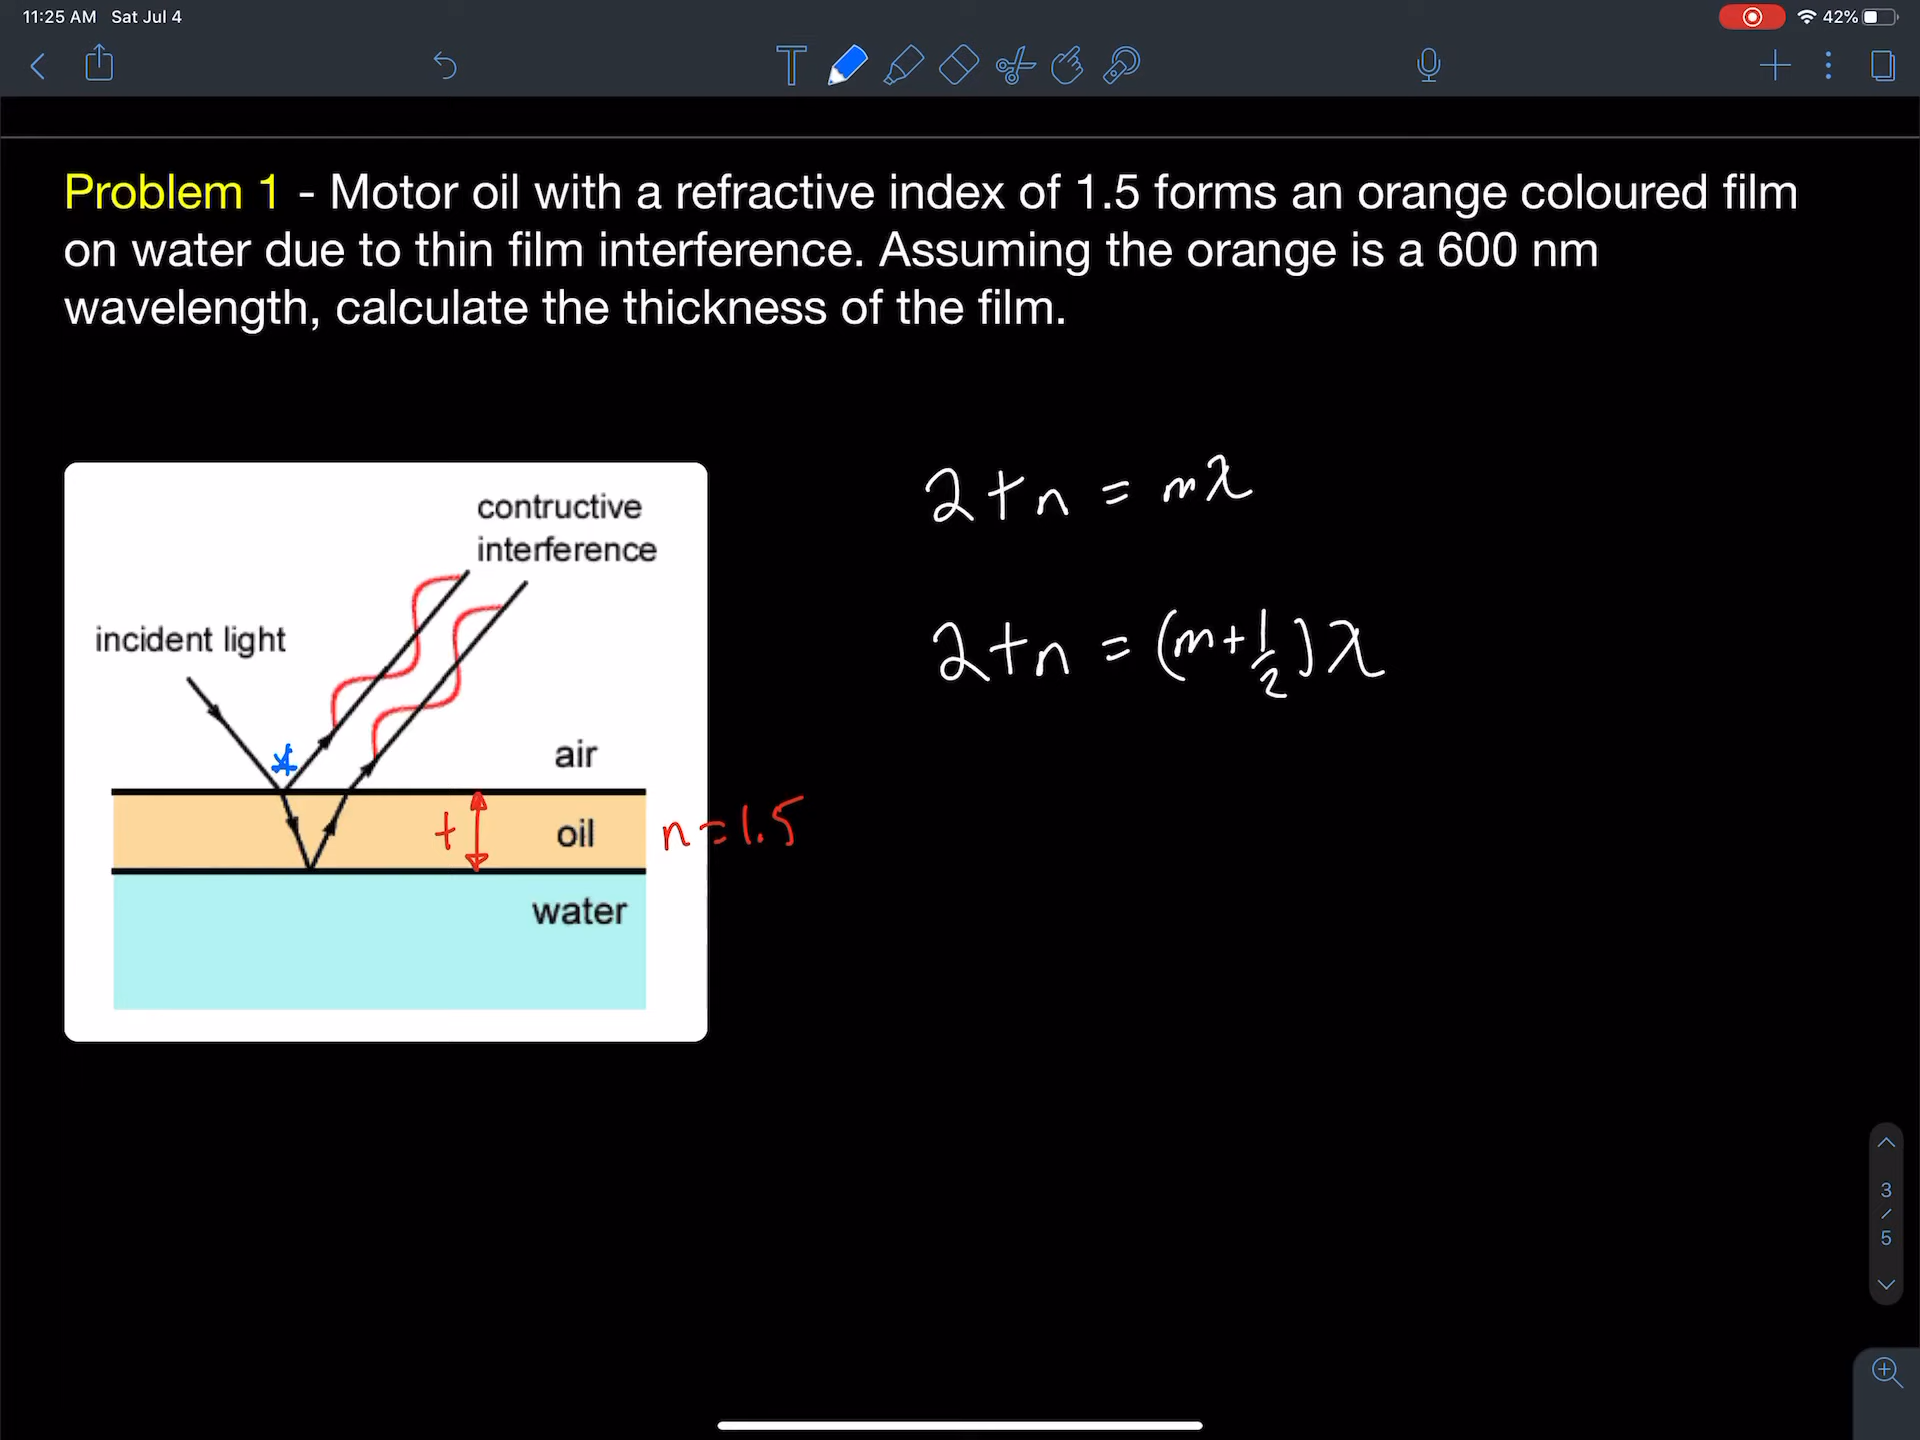 11:25 AM Sat Jul 4
42%
T
Problem 1 - Motor oil with a refractive index of 1.5 forms an orange coloured film
on water due to thin film interference. Assuming the orange is a 600 nm
wavelength, calculate the thickness of the film.
contructive
interference
incident light
air
oil
water
t
n = 1.5
2tn = mλ
2tn = (m+1/2)λ
3
/
5